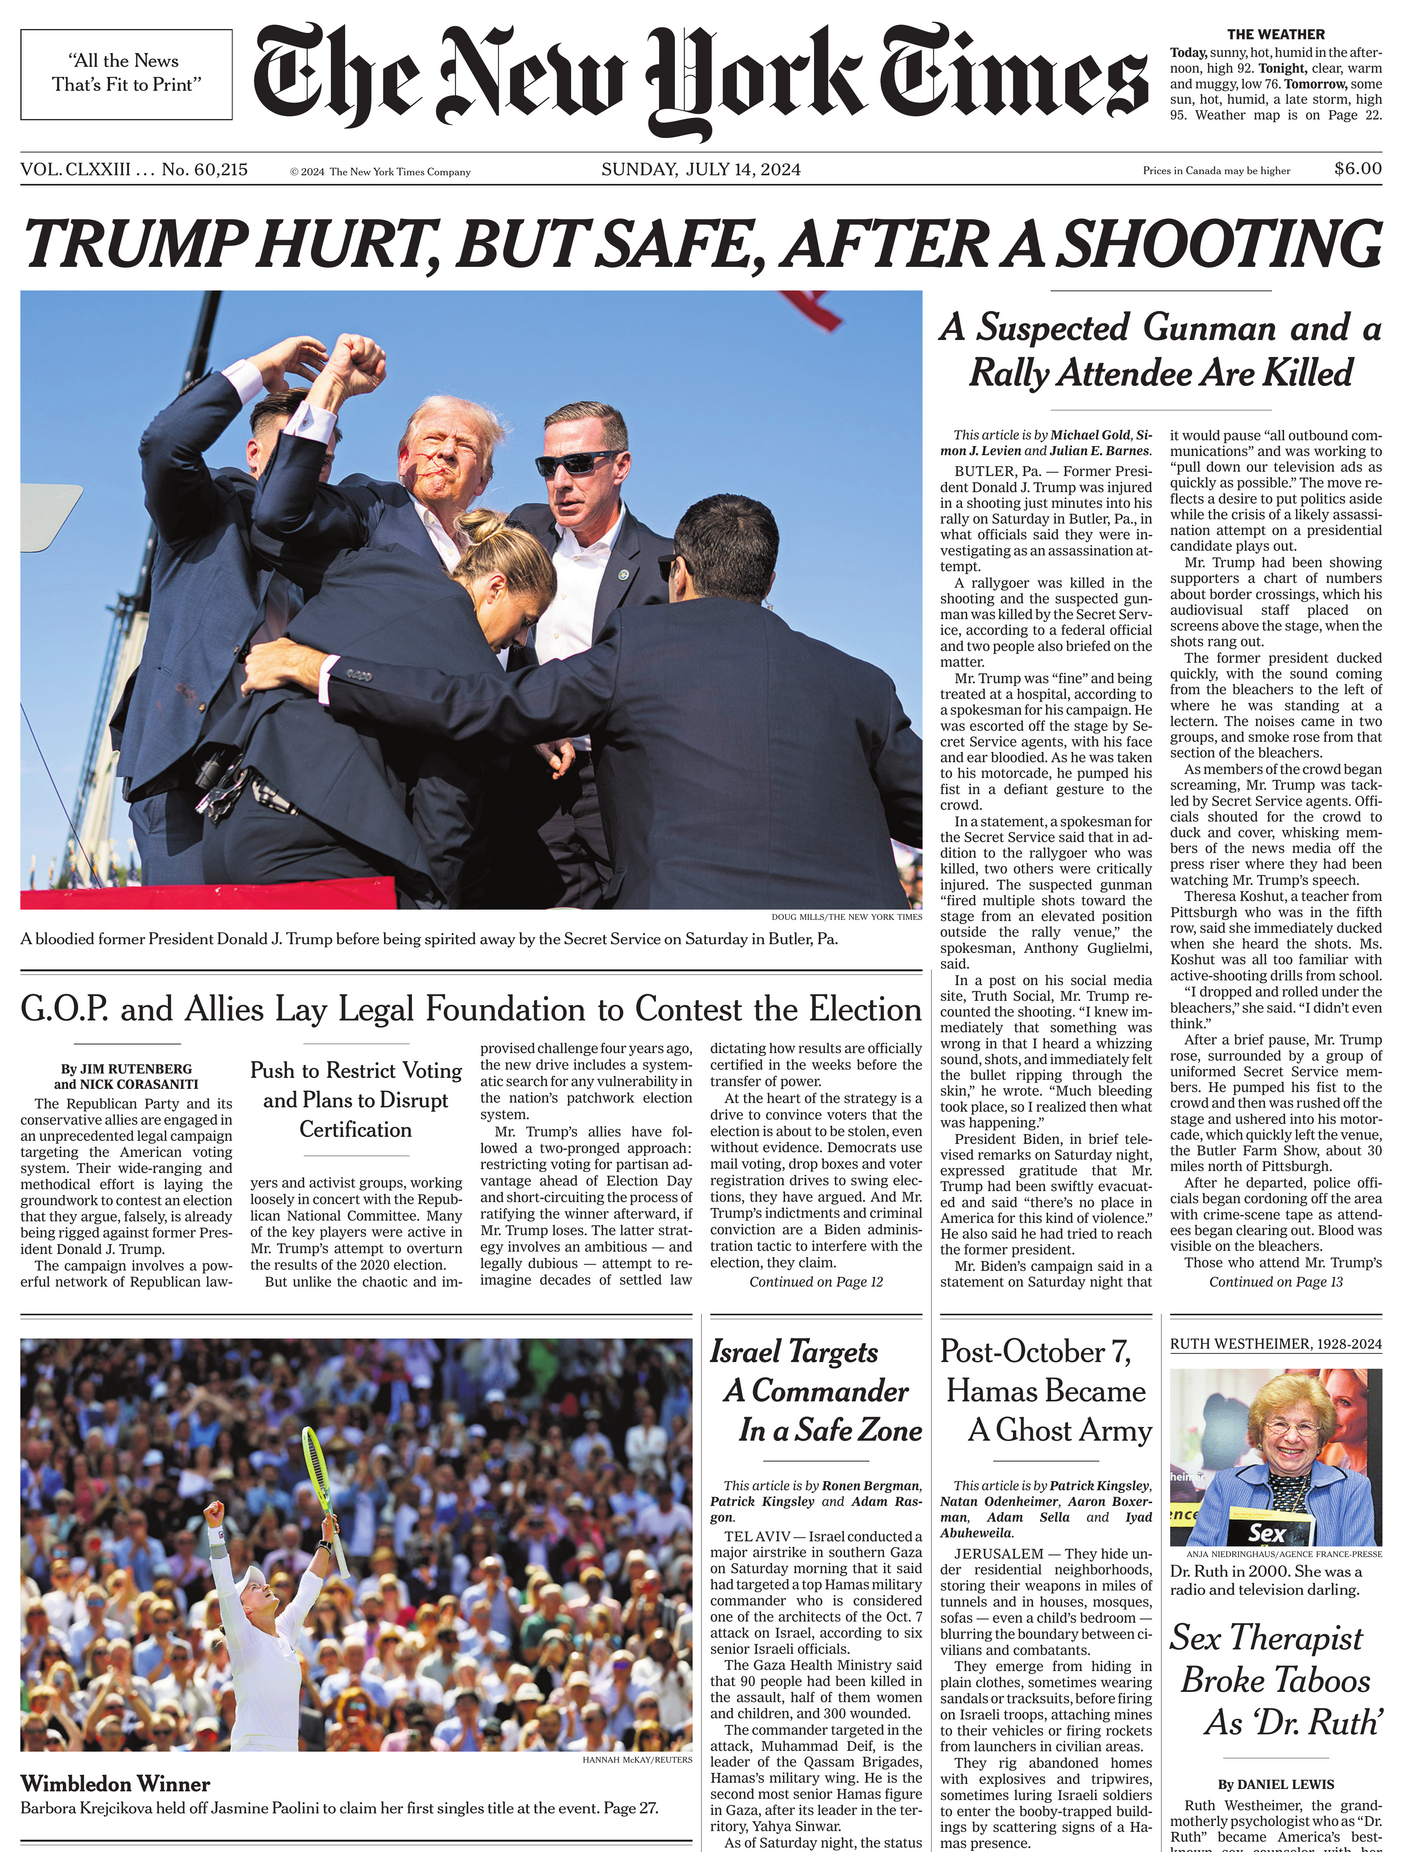 “All the News
That’s Fit to Print”
The New York Times
THE WEATHER
Today, sunny, hot, humid in the after-
noon, high 92. Tonight, clear, warm
and muggy, low 76. Tomorrow, some
sun, hot, humid, a late storm, high
95. Weather map is on Page 22.
VOL. CLXXIII . . . No. 60,215
© 2024 The New York Times Company
SUNDAY, JULY 14, 2024
Prices in Canada may be higher
$6.00
TRUMP HURT, BUT SAFE, AFTER A SHOOTING
DOUG MILLS/THE NEW YORK TIMES
A bloodied former President Donald J. Trump before being spirited away by the Secret Service on Saturday in Butler, Pa.
A Suspected Gunman and a
Rally Attendee Are Killed
This article is by Michael Gold, Si-
mon J. Levien and Julian E. Barnes.
BUTLER, Pa. — Former Presi-
dent Donald J. Trump was injured
in a shooting just minutes into his
rally on Saturday in Butler, Pa., in
what officials said they were in-
vestigating as an assassination at-
tempt.
A rallygoer was killed in the
shooting and the suspected gun-
man was killed by the Secret Serv-
ice, according to a federal official
and two people also briefed on the
matter.
Mr. Trump was “fine” and being
treated at a hospital, according to
a spokesman for his campaign. He
was escorted off the stage by Se-
cret Service agents, with his face
and ear bloodied. As he was taken
to his motorcade, he pumped his
fist in a defiant gesture to the
crowd.
In a statement, a spokesman for
the Secret Service said that in ad-
dition to the rallygoer who was
killed, two others were critically
injured. The suspected gunman
“fired multiple shots toward the
stage from an elevated position
outside the rally venue,” the
spokesman, Anthony Guglielmi,
said.
In a post on his social media
site, Truth Social, Mr. Trump re-
counted the shooting. “I knew im-
mediately that something was
wrong in that I heard a whizzing
sound, shots, and immediately felt
the bullet ripping through the
skin,” he wrote. “Much bleeding
took place, so I realized then what
was happening.”
President Biden, in brief tele-
vised remarks on Saturday night,
expressed gratitude that Mr.
Trump had been swiftly evacuat-
ed and said “there’s no place in
America for this kind of violence.”
He also said he had tried to reach
the former president.
Mr. Biden’s campaign said in a
statement on Saturday night that
it would pause “all outbound com-
munications” and was working to
“pull down our television ads as
quickly as possible.” The move re-
flects a desire to put politics aside
while the crisis of a likely assassi-
nation attempt on a presidential
candidate plays out.
Mr. Trump had been showing
supporters a chart of numbers
about border crossings, which his
audiovisual staff placed on
screens above the stage, when the
shots rang out.
The former president ducked
quickly, with the sound coming
from the bleachers to the left of
where he was standing at a
lectern. The noises came in two
groups, and smoke rose from that
section of the bleachers.
As members of the crowd began
screaming, Mr. Trump was tack-
led by Secret Service agents. Offi-
cials shouted for the crowd to
duck and cover, whisking mem-
bers of the news media off the
press riser where they had been
watching Mr. Trump’s speech.
Theresa Koshut, a teacher from
Pittsburgh who was in the fifth
row, said she immediately ducked
when she heard the shots. Ms.
Koshut was all too familiar with
active-shooting drills from school.
“I dropped and rolled under the
bleachers,” she said. “I didn’t even
think.”
After a brief pause, Mr. Trump
rose, surrounded by a group of
uniformed Secret Service mem-
bers. He pumped his fist to the
crowd and then was rushed off the
stage and ushered into his motor-
cade, which quickly left the venue,
the Butler Farm Show, about 30
miles north of Pittsburgh.
After he departed, police offi-
cials began cordoning off the area
with crime-scene tape as attend-
ees began clearing out. Blood was
visible on the bleachers.
Those who attend Mr. Trump’s
Continued on Page 13
G.O.P. and Allies Lay Legal Foundation to Contest the Election
By JIM RUTENBERG
and NICK CORASANITI
The Republican Party and its
conservative allies are engaged in
an unprecedented legal campaign
targeting the American voting
system. Their wide-ranging and
methodical effort is laying the
groundwork to contest an election
that they argue, falsely, is already
being rigged against former Pres-
ident Donald J. Trump.
The campaign involves a pow-
erful network of Republican law-
Push to Restrict Voting
and Plans to Disrupt
Certification
yers and activist groups, working
loosely in concert with the Repub-
lican National Committee. Many
of the key players were active in
Mr. Trump’s attempt to overturn
the results of the 2020 election.
But unlike the chaotic and im-
provised challenge four years ago,
the new drive includes a system-
atic search for any vulnerability in
the nation’s patchwork election
system.
Mr. Trump’s allies have fol-
lowed a two-pronged approach:
restricting voting for partisan ad-
vantage ahead of Election Day
and short-circuiting the process of
ratifying the winner afterward, if
Mr. Trump loses. The latter strat-
egy involves an ambitious — and
legally dubious — attempt to re-
imagine decades of settled law
dictating how results are officially
certified in the weeks before the
transfer of power.
At the heart of the strategy is a
drive to convince voters that the
election is about to be stolen, even
without evidence. Democrats use
mail voting, drop boxes and voter
registration drives to swing elec-
tions, they have argued. And Mr.
Trump’s indictments and criminal
conviction are a Biden adminis-
tration tactic to interfere with the
election, they claim.
Continued on Page 12
HANNAH McKAY/REUTERS
Wimbledon Winner
Barbora Krejcikova held off Jasmine Paolini to claim her first singles title at the event. Page 27.
Israel Targets
A Commander
In a Safe Zone
This article is by Ronen Bergman,
Patrick Kingsley and Adam Ras-
gon.
TEL AVIV — Israel conducted a
major airstrike in southern Gaza
on Saturday morning that it said
had targeted a top Hamas military
commander who is considered
one of the architects of the Oct. 7
attack on Israel, according to six
senior Israeli officials.
The Gaza Health Ministry said
that 90 people had been killed in
the assault, half of them women
and children, and 300 wounded.
The commander targeted in the
attack, Muhammad Deif, is the
leader of the Qassam Brigades,
Hamas’s military wing. He is the
second most senior Hamas figure
in Gaza, after its leader in the ter-
ritory, Yahya Sinwar.
As of Saturday night, the status
Post-October 7,
Hamas Became
A Ghost Army
This article is by Patrick Kingsley,
Natan Odenheimer, Aaron Boxer-
man, Adam Sella and Iyad
Abuheweila.
JERUSALEM — They hide un-
der residential neighborhoods,
storing their weapons in miles of
tunnels and in houses, mosques,
sofas — even a child’s bedroom —
blurring the boundary between ci-
vilians and combatants.
They emerge from hiding in
plain clothes, sometimes wearing
sandals or tracksuits, before firing
on Israeli troops, attaching mines
to their vehicles or firing rockets
from launchers in civilian areas.
They rig abandoned homes
with explosives and tripwires,
sometimes luring Israeli soldiers
to enter the booby-trapped build-
ings by scattering signs of a Ha-
mas presence.
RUTH WESTHEIMER, 1928-2024
Sex
ANJA NIEDRINGHAUS/AGENCE FRANCE-PRESSE
Dr. Ruth in 2000. She was a
radio and television darling.
Sex Therapist
Broke Taboos
As ‘Dr. Ruth’
By DANIEL LEWIS
Ruth Westheimer, the grand-
motherly psychologist who as “Dr.
Ruth” became America’s best-
known sex counselor with her